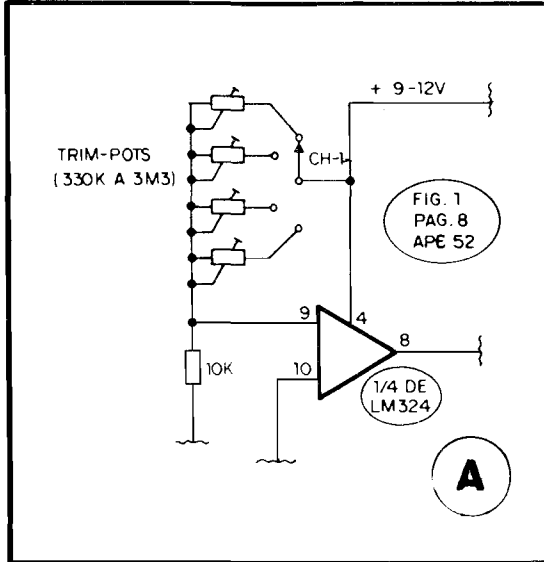 + 9-12V
TRIM-POTS
(330K A 3M3)
CH-1
FIG. 1
PAG. 8
APE 52
9
4
8
10K
10
1/4 DE
LM324
A